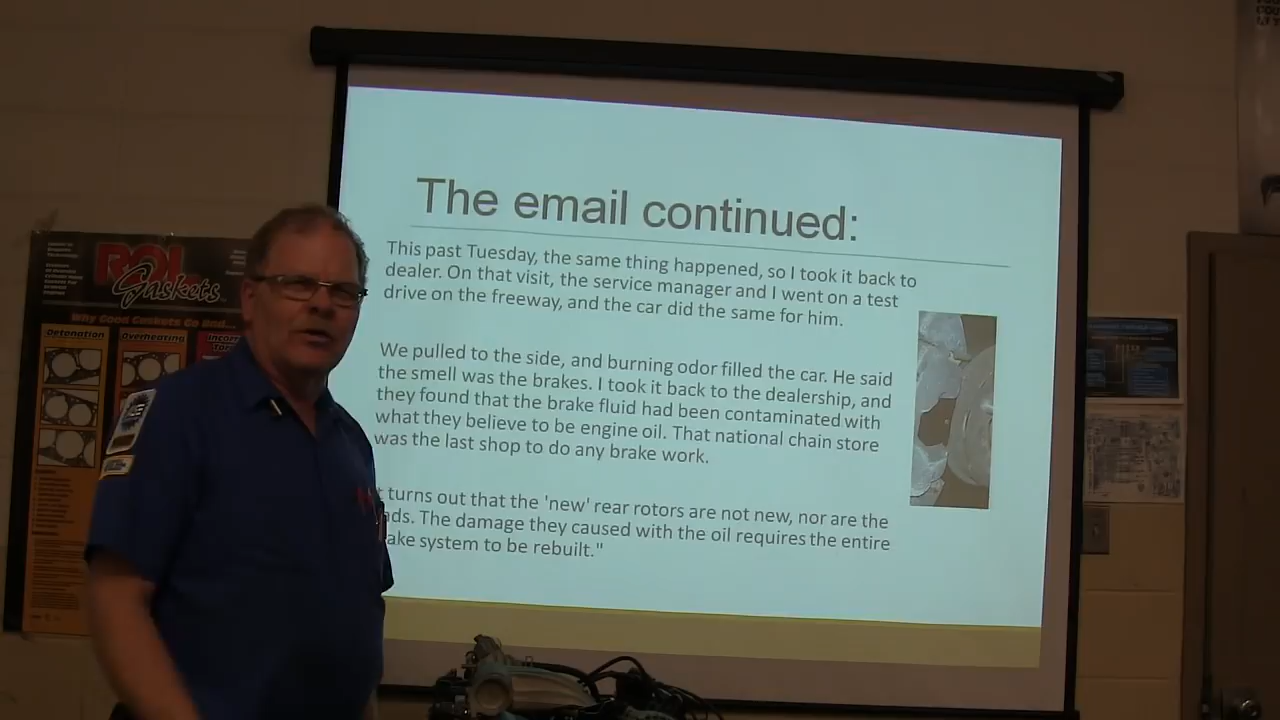 The email continued:
This past Tuesday, the same thing happened, so I took it back to
dealer. On that visit, the service manager and I went on a test
drive on the freeway, and the car did the same for him.
We pulled to the side, and burning odor filled the car. He said
the smell was the brakes. I took it back to the dealership, and
they found that the brake fluid had been contaminated with
what they believe to be engine oil. That national chain store
was the last shop to do any brake work.
turns out that the 'new' rear rotors are not new, nor are the
The damage they caused with the oil requires the entire
system to be rebuilt."
ROL
Gaskets
Why Good Gaskets Go Bad...
Detonation
Overheating